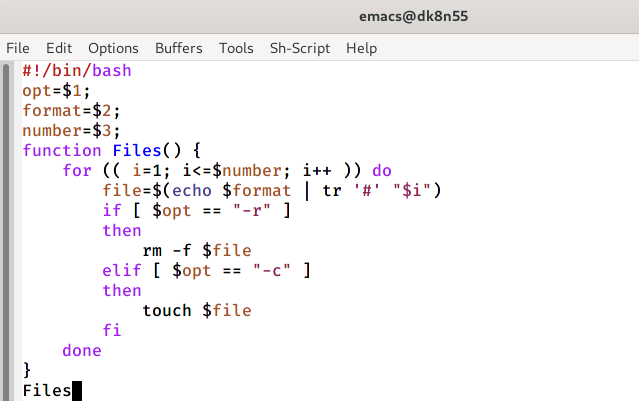 emacs@dk8n55
File Edit Options Buffers Tools Sh-Script Help
#!/bin/bash
opt=$1;
format=$2;
number=$3;
function Files() {
    for (( i=1; i<=$number; i++ )) do
        file=$(echo $format | tr '#' "$i")
        if [ $opt == "-r" ]
        then
            rm -f $file
        elif [ $opt == "-c" ]
        then
            touch $file
        fi
    done
}
Files